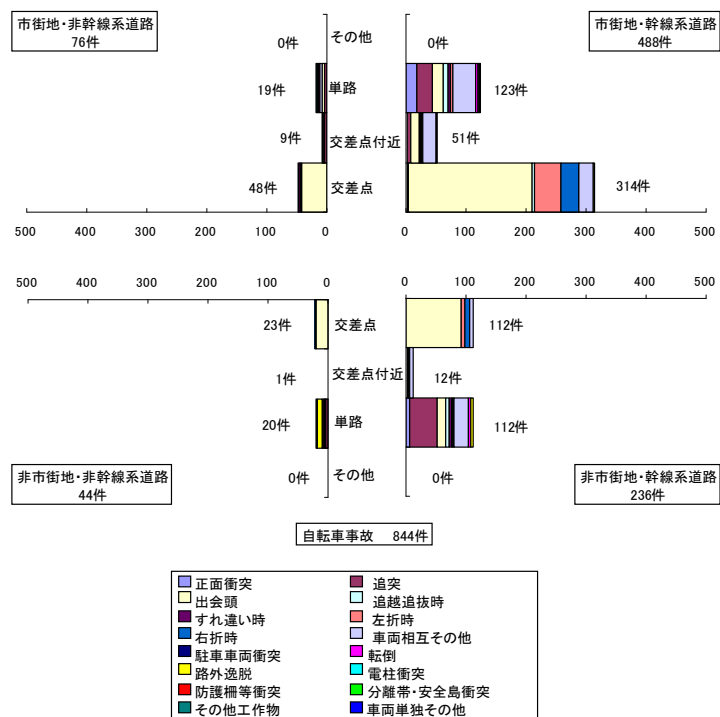 市街地・非幹線系道路
76件
市街地・幹線系道路
488件
0件 その他 0件
19件 単路 123件
9件 交差点付近 51件
48件 交差点 314件
500 400 300 200 100 0 0 100 200 300 400 500
500 400 300 200 100 0 0 100 200 300 400 500
23件 交差点 112件
1件 交差点付近 12件
20件 単路 112件
0件 その他 0件
非市街地・非幹線系道路
44件
非市街地・幹線系道路
236件
自転車事故 844件
正面衝突 追突
出会頭 追越追抜時
すれ違い時 左折時
右折時 車両相互その他
駐車車両衝突 転倒
路外逸脱 電柱衝突
防護柵等衝突 分離帯・安全島衝突
その他工作物 車両単独その他